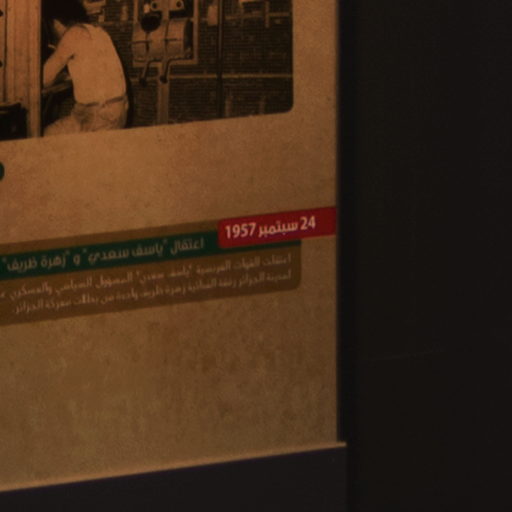 24 سبتمبر 1957
اعتقال "ياسف سعدي" و "زهرة ظريف"
اعتقلت القوات الفرنسية "ياسف سعدي" المسؤول السياسي والعسكري
لمدينة الجزائر رفقة الفدائية زهرة ظريف واحدة من بطلات معركة الجزائر.